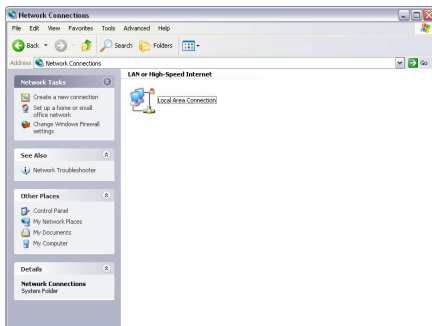 Network Connections
File Edit View Favorites Tools Advanced Help
Back Search Folders
Address Network Connections Go
Network Tasks
Create a new connection
Set up a home or small
office network
Change Windows Firewall
settings
See Also
Network Troubleshooter
Other Places
Control Panel
My Network Places
My Documents
My Computer
Details
Network Connections
System Folder
LAN or High-Speed Internet
Local Area Connection